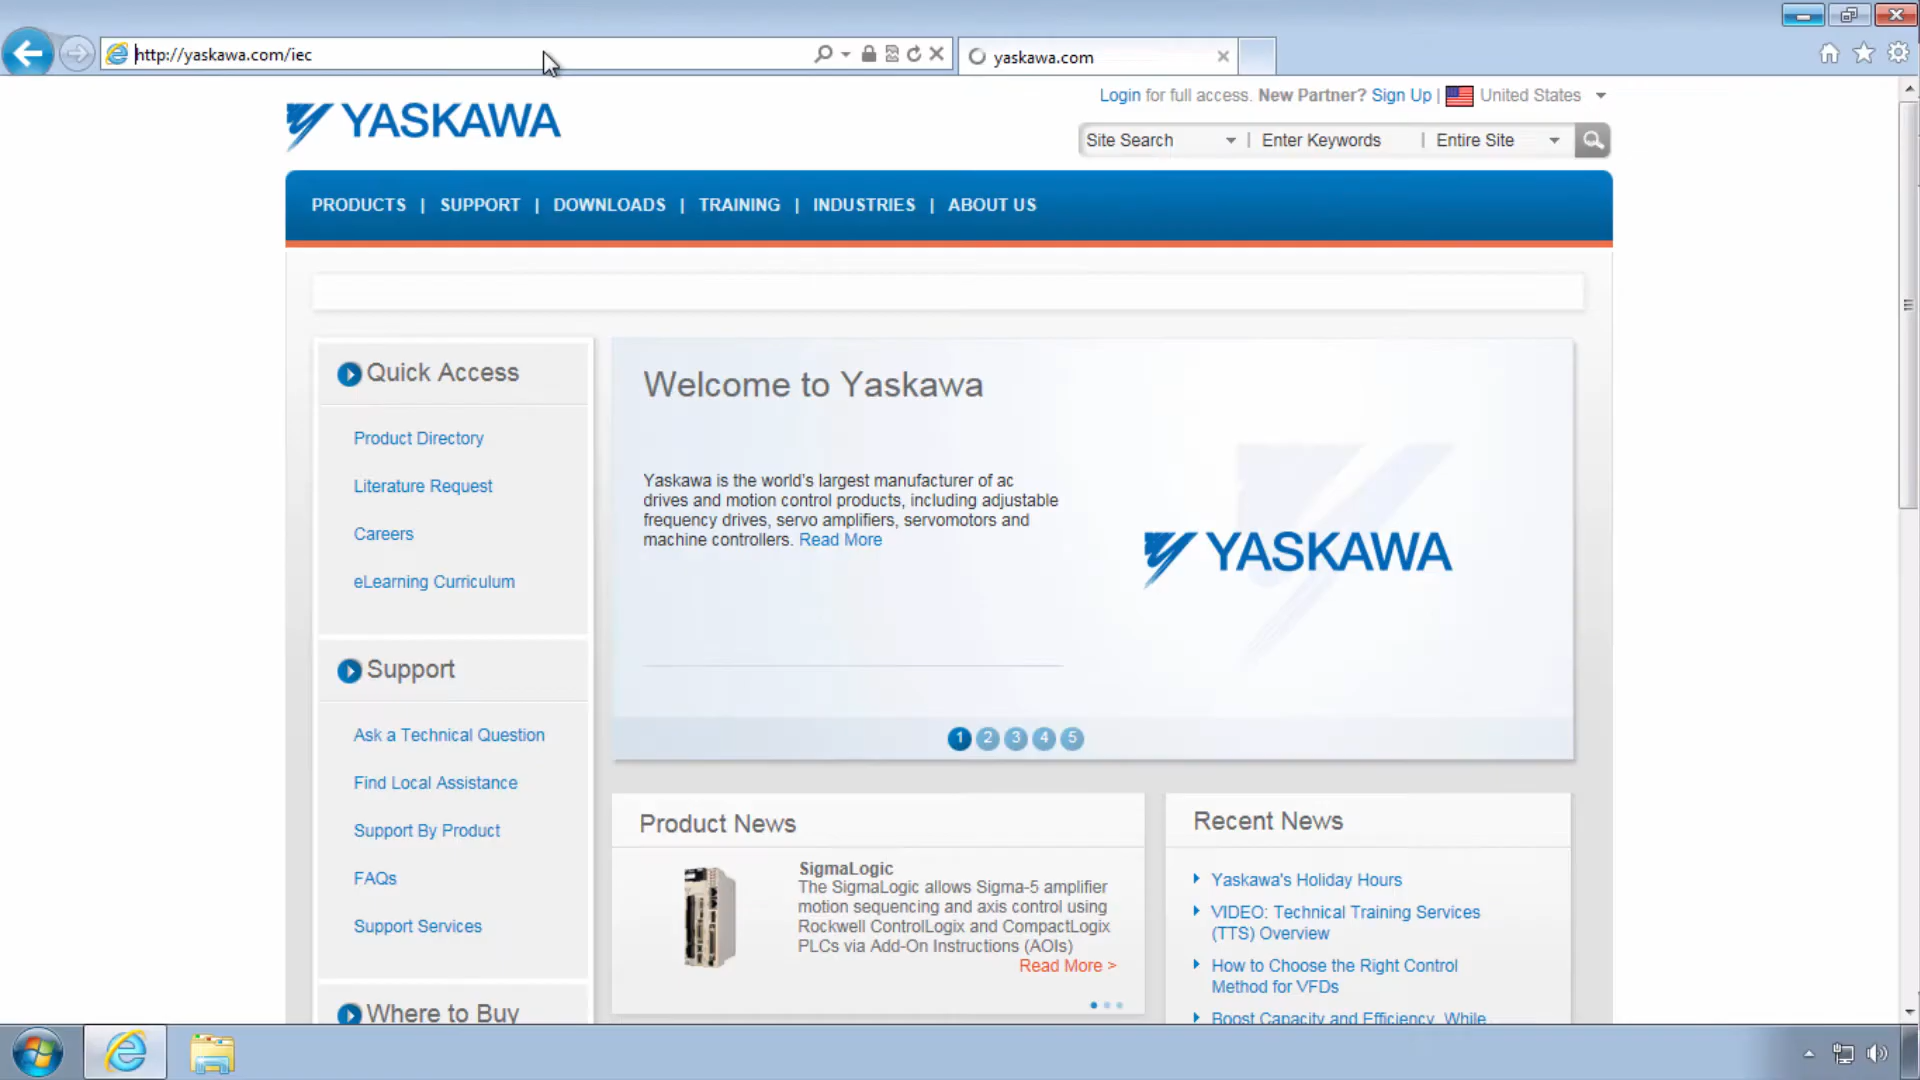 http://yaskawa.com/iec
yaskawa.com
Login for full access. New Partner? Sign Up | United States
YASKAWA
Site Search | Enter Keywords | Entire Site
PRODUCTS | SUPPORT | DOWNLOADS | TRAINING | INDUSTRIES | ABOUT US
Quick Access
Product Directory
Literature Request
Careers
eLearning Curriculum
Support
Ask a Technical Question
Find Local Assistance
Support By Product
FAQs
Support Services
Where to Buy
Welcome to Yaskawa
Yaskawa is the world's largest manufacturer of ac
drives and motion control products, including adjustable
frequency drives, servo amplifiers, servomotors and
machine controllers. Read More
YASKAWA
1 2 3 4 5
Product News
SigmaLogic
The SigmaLogic allows Sigma-5 amplifier
motion sequencing and axis control using
Rockwell ControlLogix and CompactLogix
PLCs via Add-On Instructions (AOIs)
Read More >
Recent News
Yaskawa's Holiday Hours
VIDEO: Technical Training Services
(TTS) Overview
How to Choose the Right Control
Method for VFDs
Boost Capacity and Efficiency, While